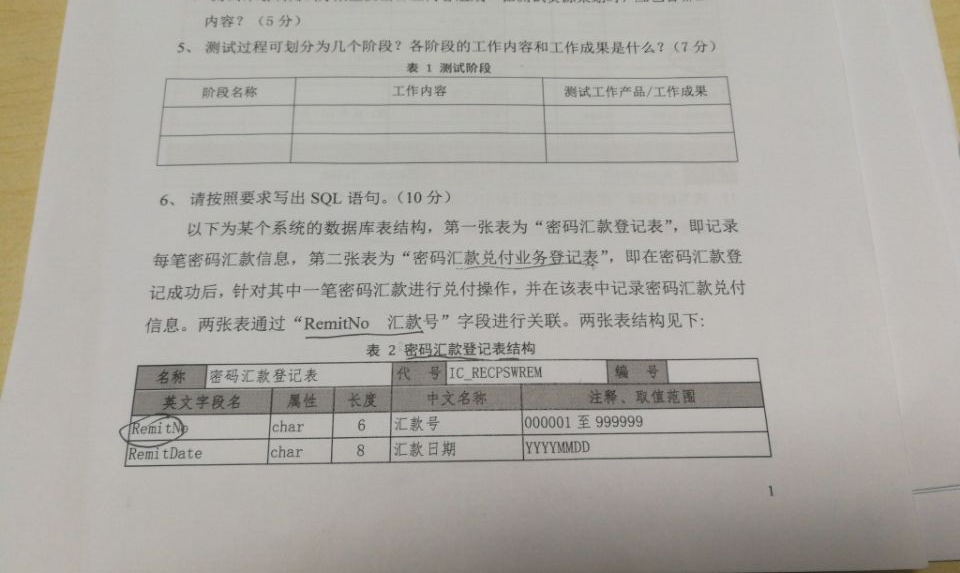 内容？（5 分）
5、测试过程可划分为几个阶段？各阶段的工作内容和工作成果是什么？（7 分）
表 1 测试阶段
阶段名称 工作内容 测试工作产品/工作成果
6、请按照要求写出 SQL 语句。（10 分）
以下为某个系统的数据库表结构，第一张表为“密码汇款登记表”，即记录
每笔密码汇款信息，第二张表为“密码汇款兑付业务登记表”，即在密码汇款登
记成功后，针对其中一笔密码汇款进行兑付操作，并在该表中记录密码汇款兑付
信息。两张表通过“RemitNo 汇款号”字段进行关联。两张表结构见下：
表 2 密码汇款登记表结构
名称 密码汇款登记表 代 号 IC_RECPSWREM 编 号
英文字段名 属性 长度 中文名称 注释、取值范围
RemitNo char 6 汇款号 000001 至 999999
RemitDate char 8 汇款日期 YYYYMMDD
1